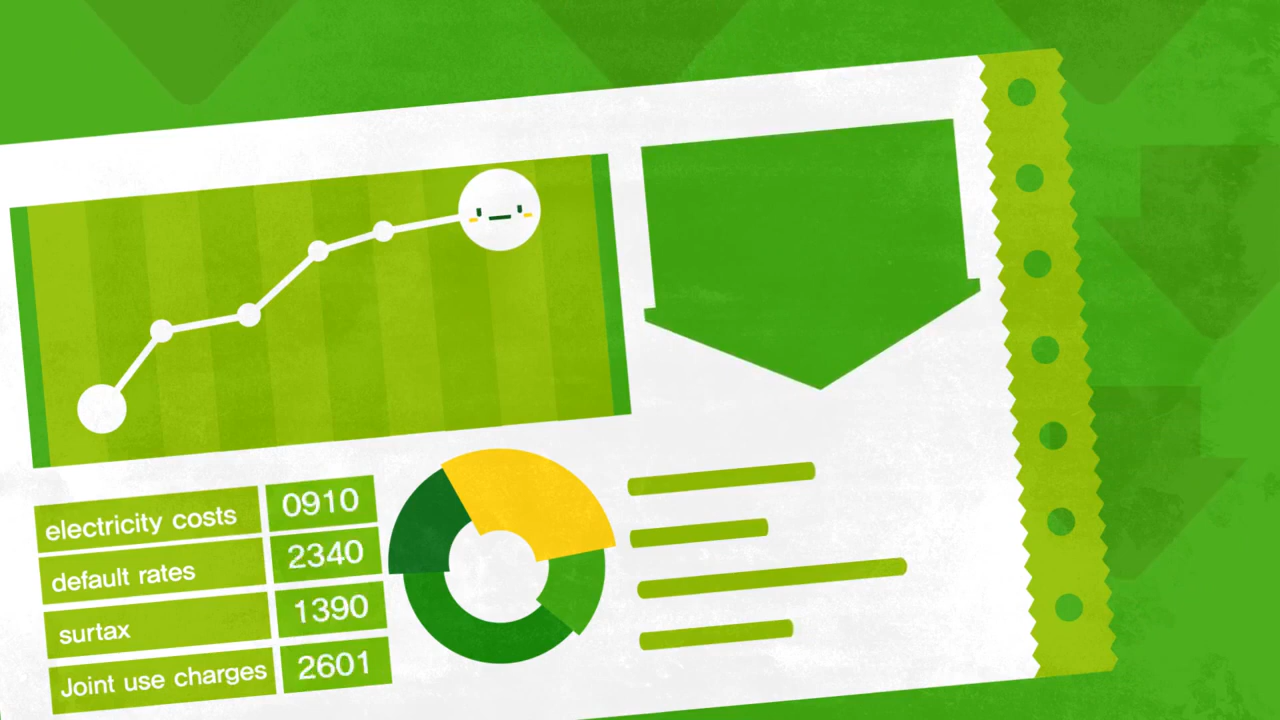 electricity costs 0910
default rates 2340
surtax 1390
Joint use charges 2601